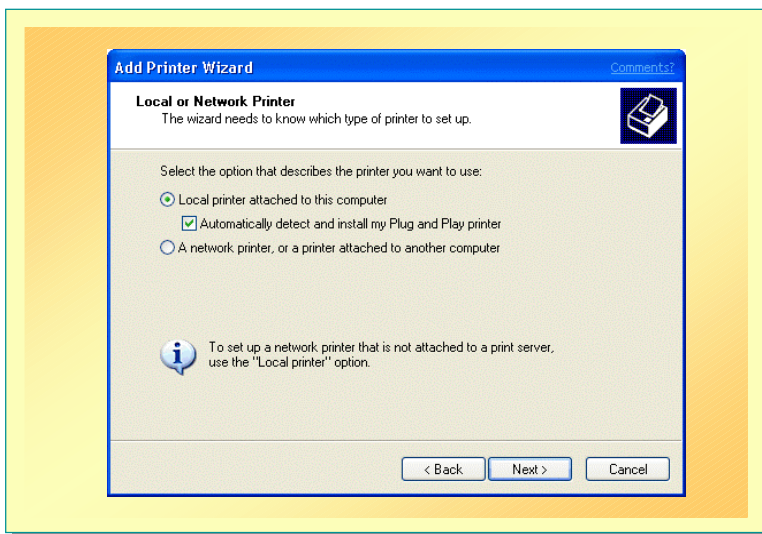 Add Printer Wizard
Comments?
Local or Network Printer
The wizard needs to know which type of printer to set up.
Select the option that describes the printer you want to use:
Local printer attached to this computer
Automatically detect and install my Plug and Play printer
A network printer, or a printer attached to another computer
To set up a network printer that is not attached to a print server,
use the "Local printer" option.
< Back
Next >
Cancel